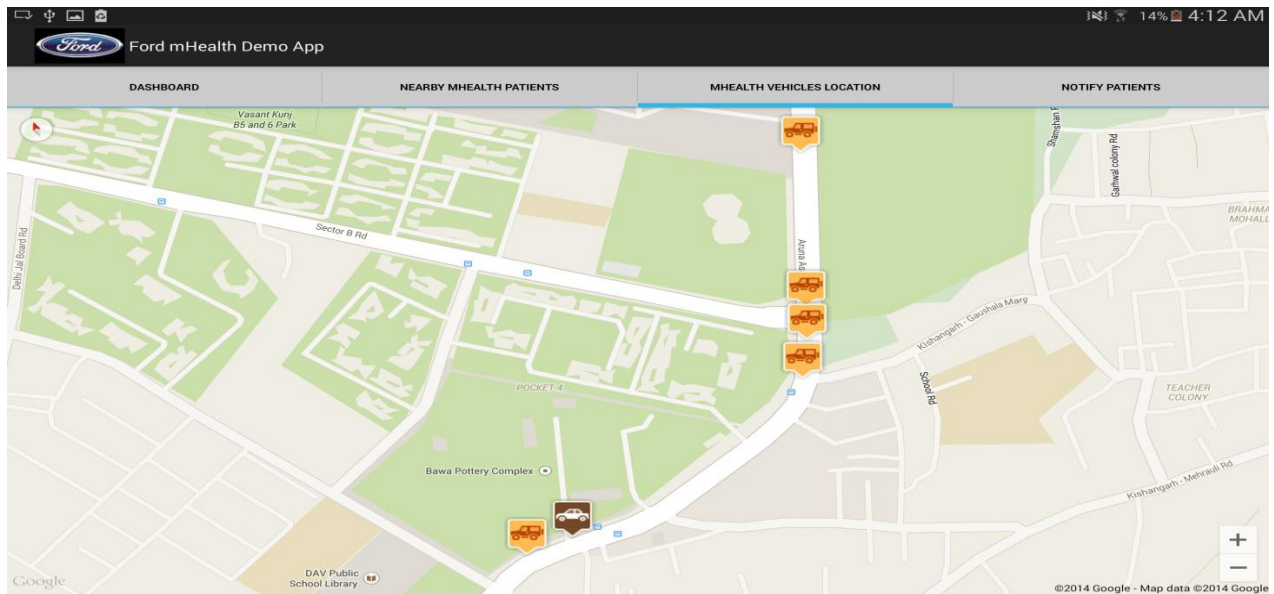 14% 4:12 AM
Ford
Ford mHealth Demo App
DASHBOARD
NEARBY MHEALTH PATIENTS
MHEALTH VEHICLES LOCATION
NOTIFY PATIENTS
Vasant Kunj
B5 and 6 Park
Garhwal colony Rd
BRAHMA
MOHALL
Sector B Rd
Delhi Jal Board Rd
Aruna As
Kishangarh - Gaushala Marg
School Rd
POCKET-4
TEACHER
COLONY
Bawa Pottery Complex
Kishangarh - Mehrauli Rd
+
DAV Public
School Library
−
Google
©2014 Google - Map data ©2014 Google